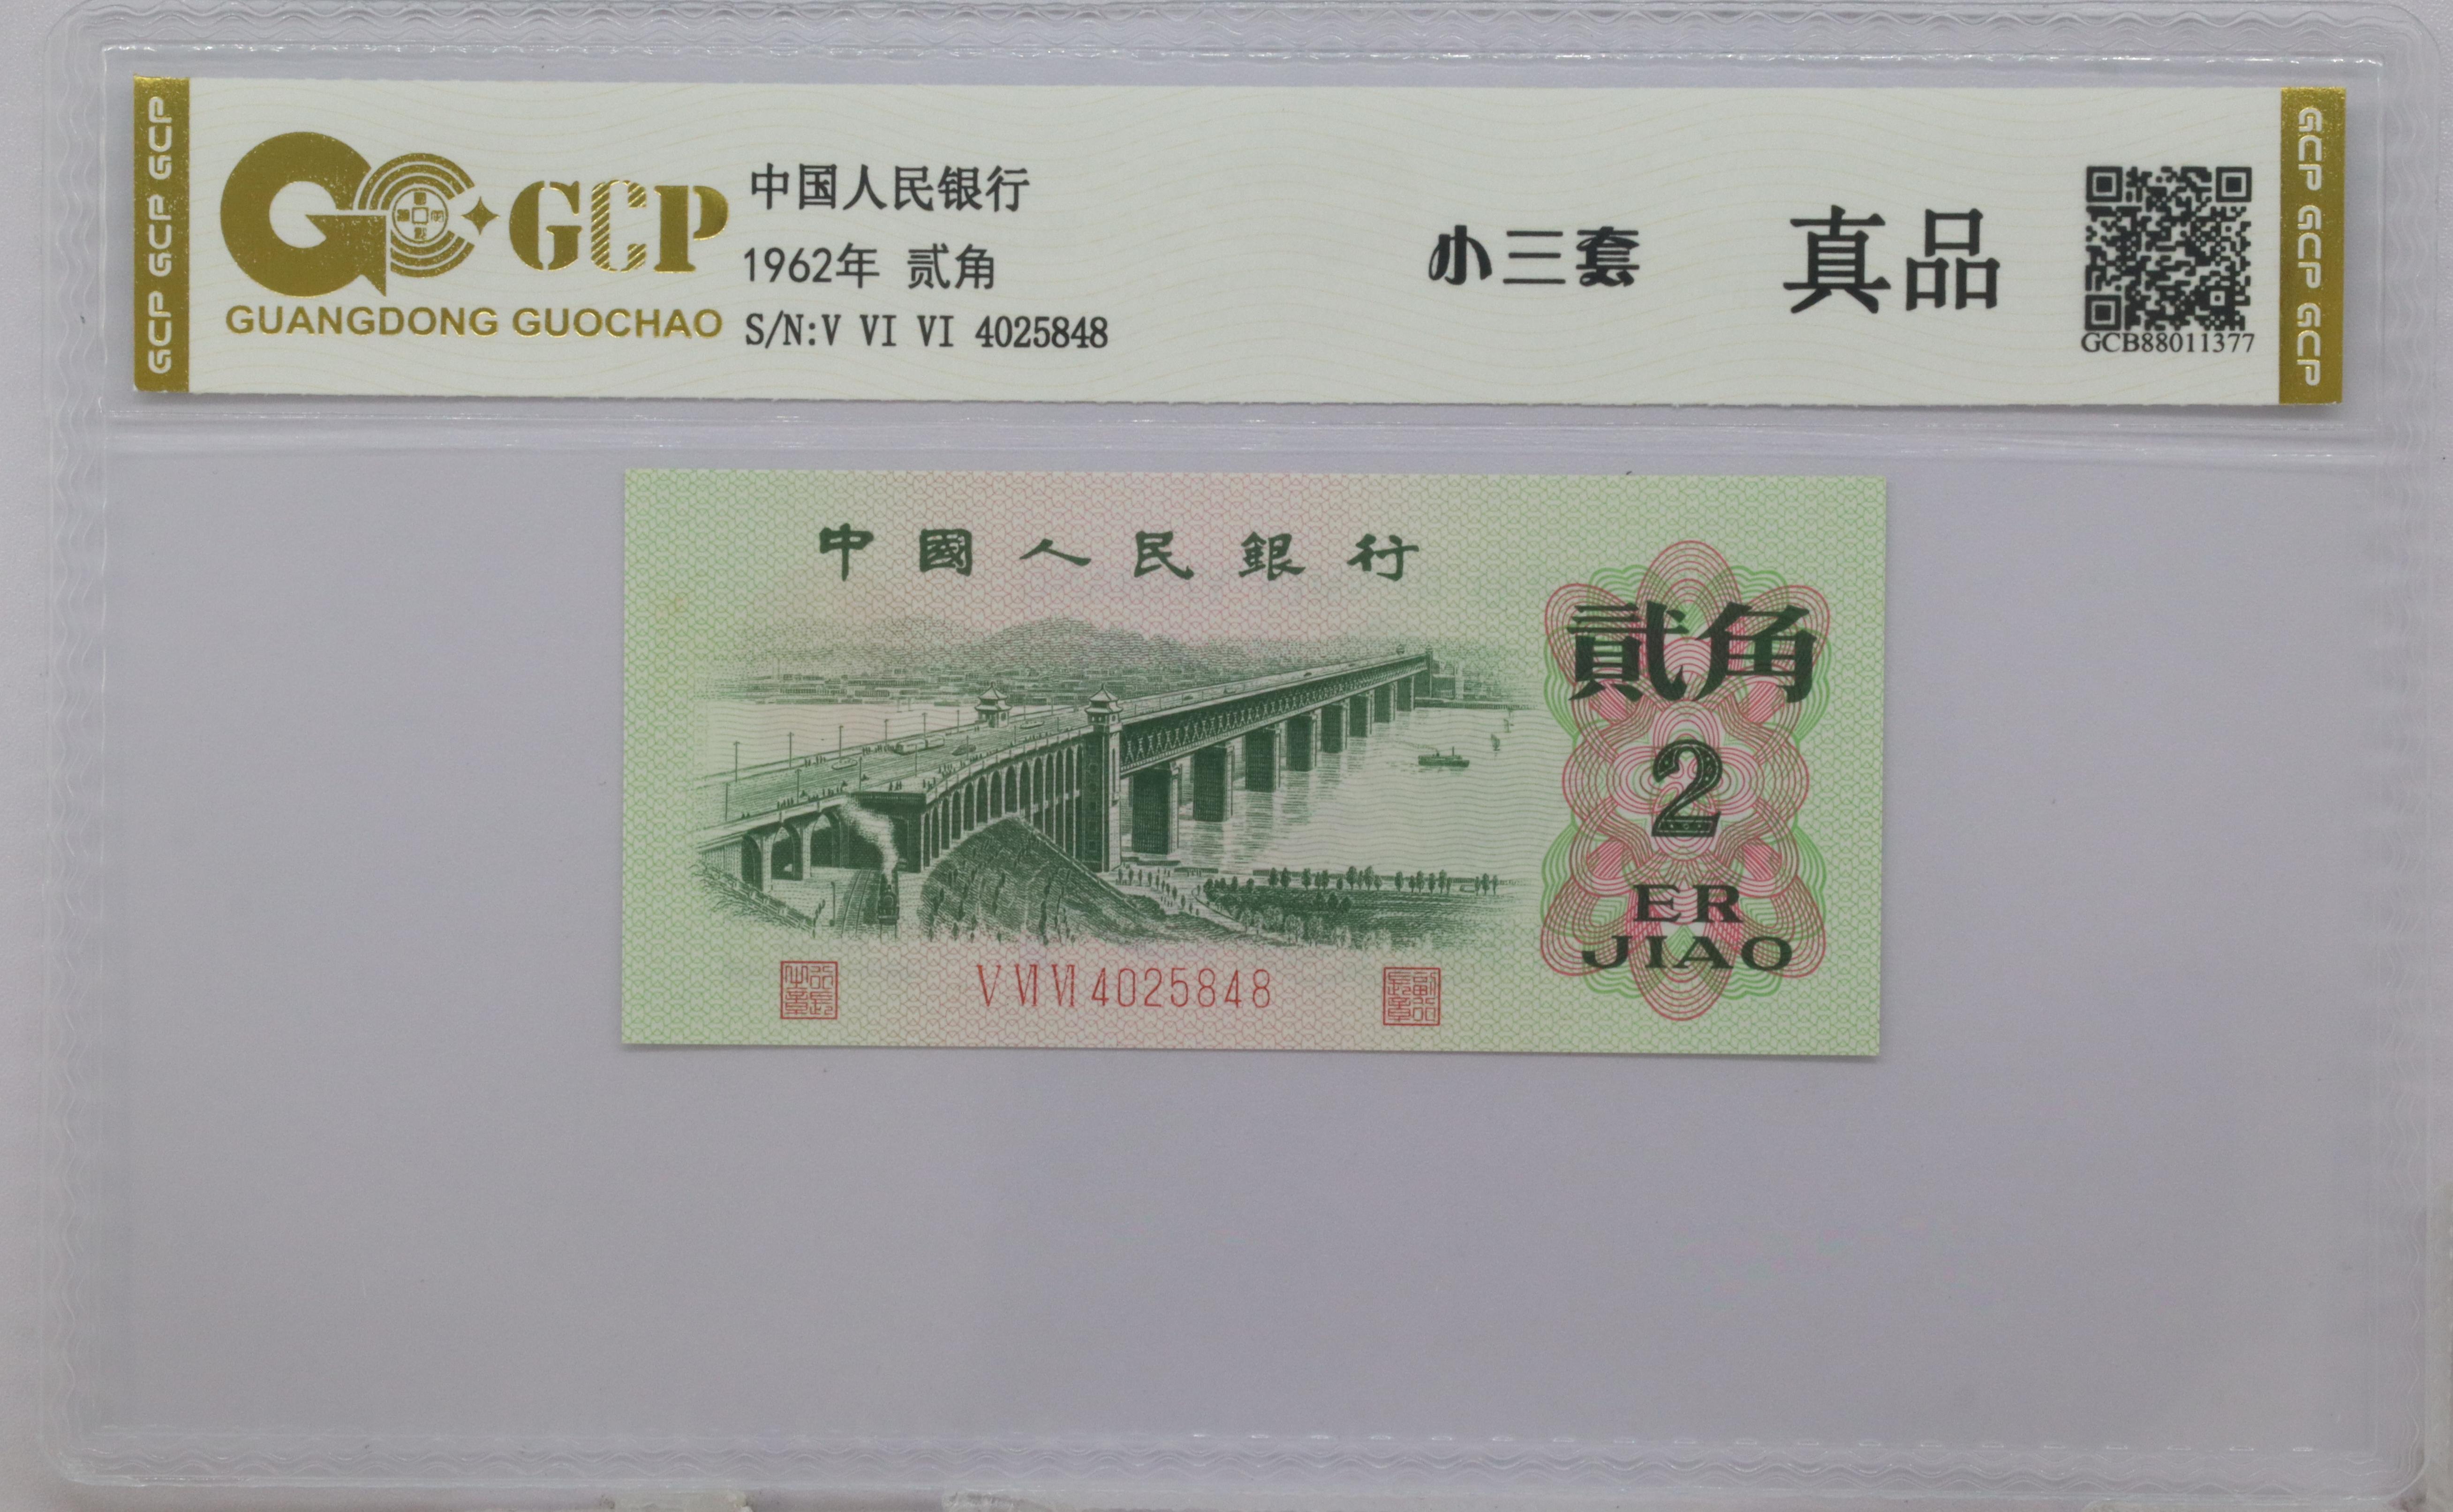 GCP GCP GCP
GCP
GUANGDONG GUOCHAO
中国人民银行
1962年 贰角
S/N:V VI VI 4025848
小三套
真品
GCB88011377
GCP GCP GCP
中國人民銀行
貳角
2
ER
JIAO
V VI VI 4025848